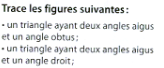 Trace les figures suivantes :
• un triangle ayant deux angles aigus
et un angle obtus ;
• un triangle ayant deux angles aigus
et un angle droit ;